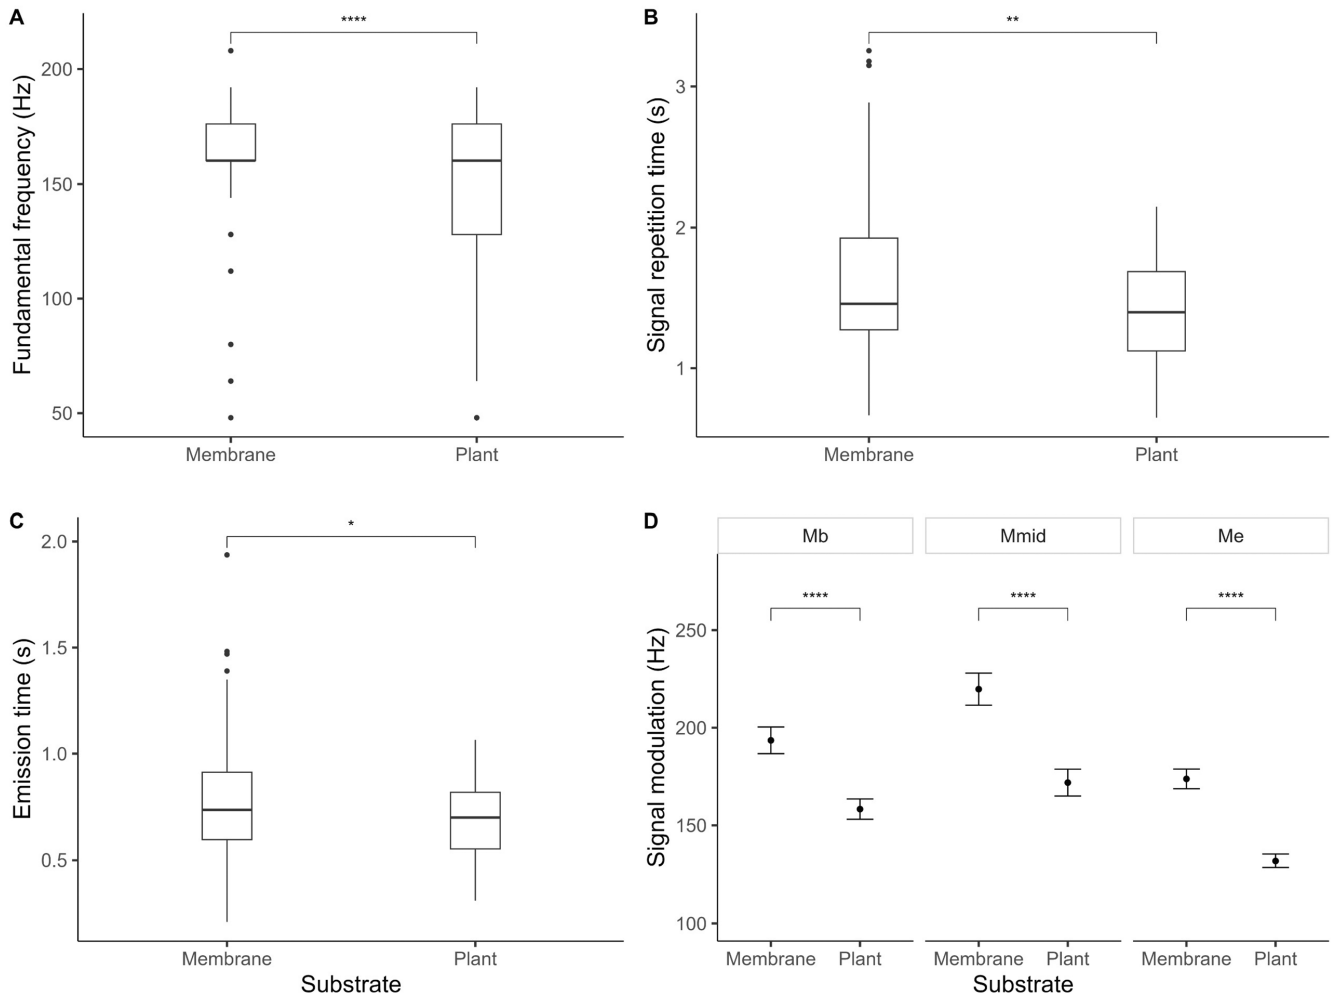 A
****
Fundamental frequency (Hz)
200
150
100
50
Membrane Plant
B
**
Signal repetition time (s)
3
2
1
Membrane Plant
C
*
Emission time (s)
2.0
1.5
1.0
0.5
Membrane Plant
Substrate
D
Mb Mmid Me
**** **** ****
Signal modulation (Hz)
250
200
150
100
Membrane Plant Membrane Plant Membrane Plant
Substrate